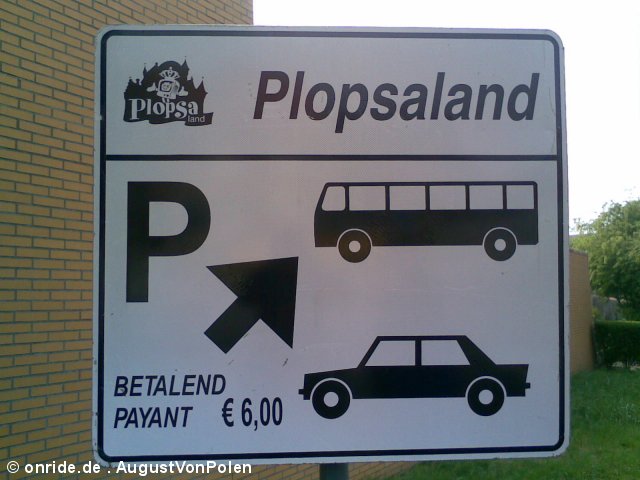 Plopsa
land
Plopsaland
P
BETALEND
PAYANT € 6,00
© onride.de : AugustVonPolen